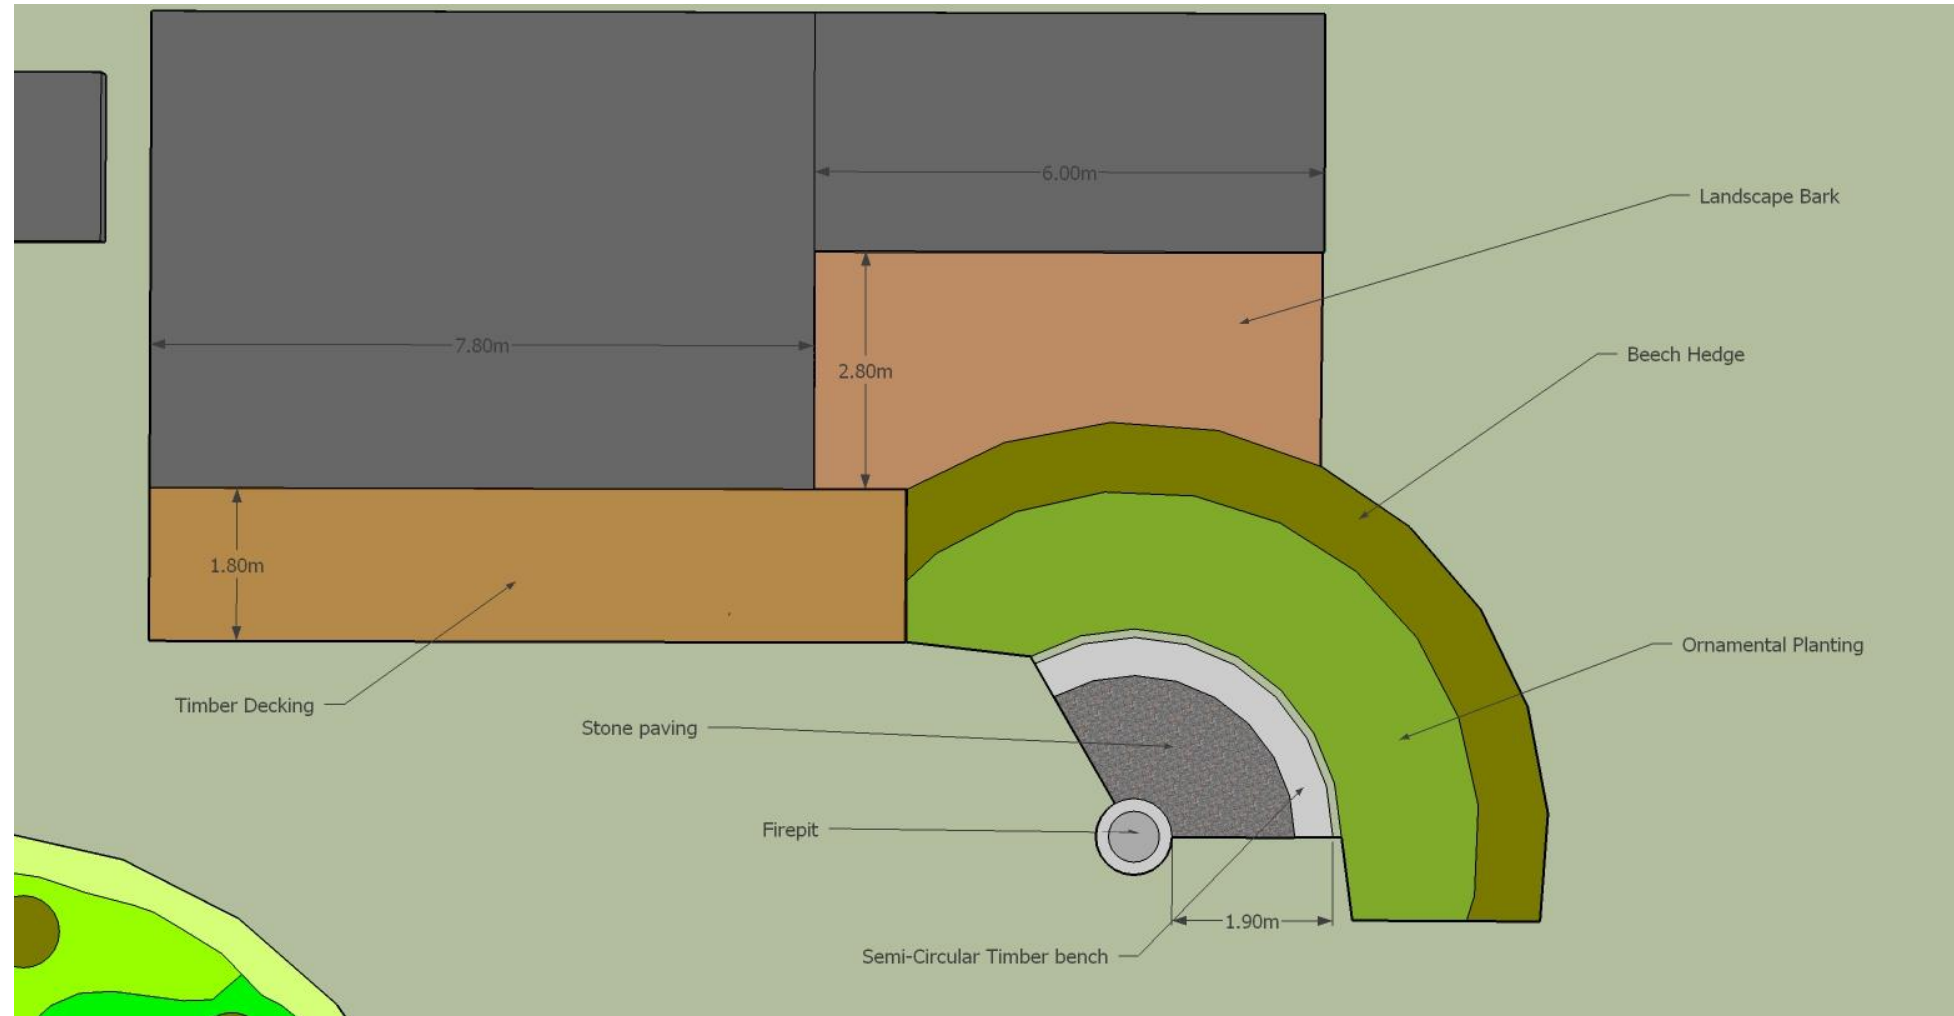 6.00m
Landscape Bark
7.80m
2.80m
Beech Hedge
1.80m
Ornamental Planting
Timber Decking
Stone paving
Firepit
1.90m
Semi-Circular Timber bench